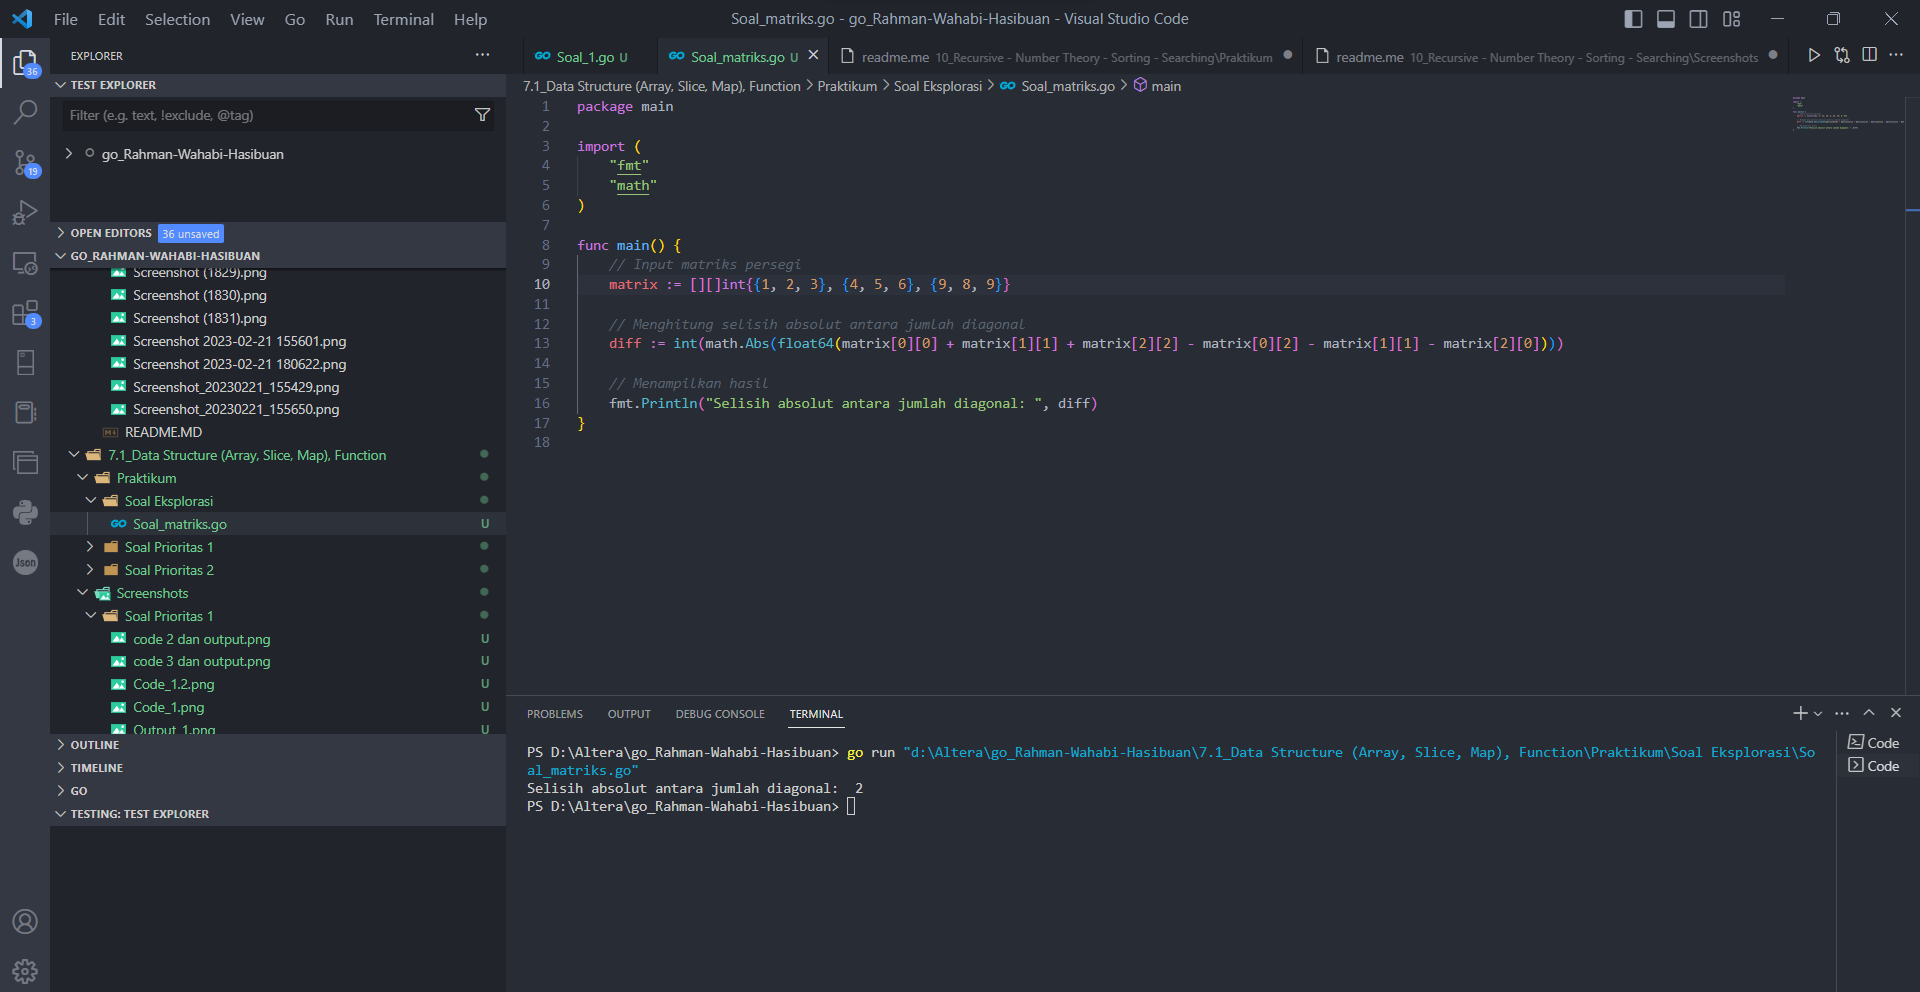 File Edit Selection View Go Run Terminal Help
Soal_matriks.go - go_Rahman-Wahabi-Hasibuan - Visual Studio Code
36
19
3
Json
EXPLORER
TEST EXPLORER
Filter (e.g. text, !exclude, @tag)
go_Rahman-Wahabi-Hasibuan
OPEN EDITORS 36 unsaved
GO_RAHMAN-WAHABI-HASIBUAN
Screenshot (1829).png
Screenshot (1830).png
Screenshot (1831).png
Screenshot 2023-02-21 155601.png
Screenshot 2023-02-21 180622.png
Screenshot_20230221_155429.png
Screenshot_20230221_155650.png
README.MD
7.1_Data Structure (Array, Slice, Map), Function
Praktikum
Soal Eksplorasi
GO Soal_matriks.go U
Soal Prioritas 1
Soal Prioritas 2
Screenshots
Soal Prioritas 1
code 2 dan output.png U
code 3 dan output.png U
Code_1.2.png U
Code_1.png U
Output_1.png U
OUTLINE
TIMELINE
GO
TESTING: TEST EXPLORER
GO Soal_1.go U GO Soal_matriks.go U readme.me 10_Recursive - Number Theory - Sorting - Searching\Praktikum readme.me 10_Recursive - Number Theory - Sorting - Searching\Screenshots
7.1_Data Structure (Array, Slice, Map), Function > Praktikum > Soal Eksplorasi > GO Soal_matriks.go > main
1 package main
2
3 import (
4 "fmt"
5 "math"
6 )
7
8 func main() {
9 // Input matriks persegi
10 matrix := [][]int{{1, 2, 3}, {4, 5, 6}, {9, 8, 9}}
11
12 // Menghitung selisih absolut antara jumlah diagonal
13 diff := int(math.Abs(float64(matrix[0][0] + matrix[1][1] + matrix[2][2] - matrix[0][2] - matrix[1][1] - matrix[2][0])))
14
15 // Menampilkan hasil
16 fmt.Println("Selisih absolut antara jumlah diagonal: ", diff)
17 }
18
PROBLEMS OUTPUT DEBUG CONSOLE TERMINAL
PS D:\Altera\go_Rahman-Wahabi-Hasibuan> go run "d:\Altera\go_Rahman-Wahabi-Hasibuan\7.1_Data Structure (Array, Slice, Map), Function\Praktikum\Soal Eksplorasi\So
al_matriks.go"
Selisih absolut antara jumlah diagonal:  2
PS D:\Altera\go_Rahman-Wahabi-Hasibuan>
Code
Code